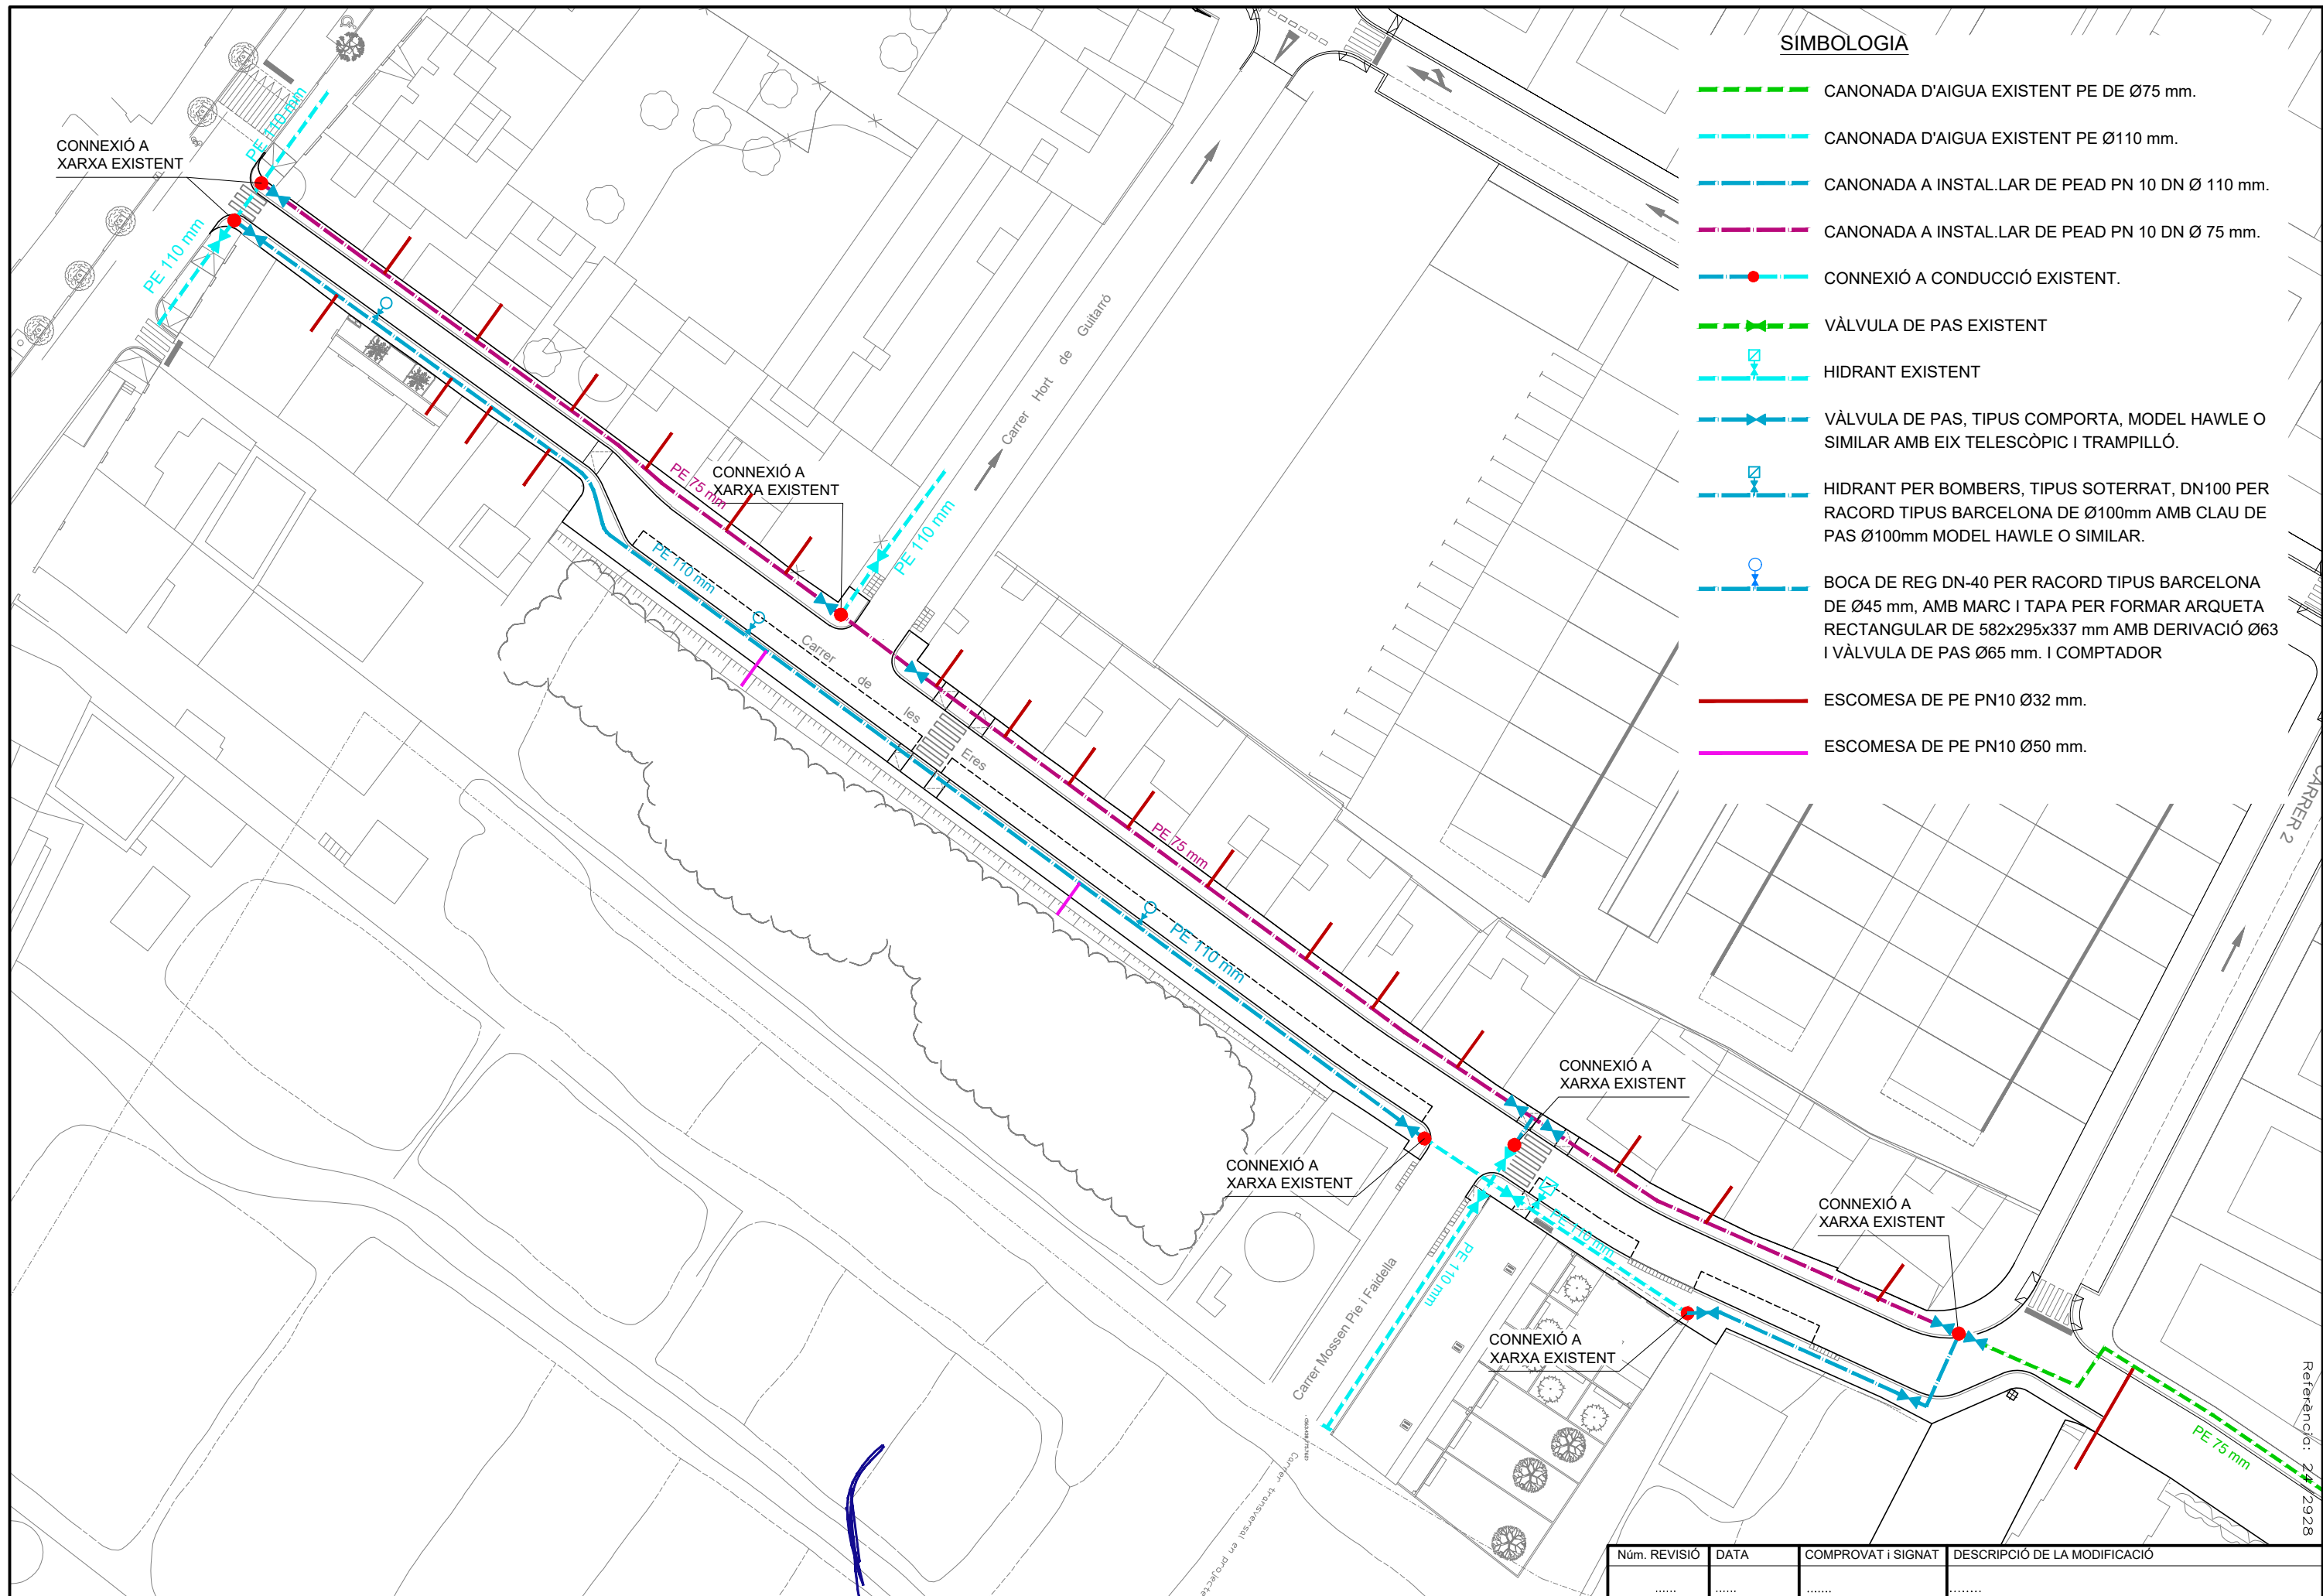 SIMBOLOGIA
CANONADA D'AIGUA EXISTENT PE DE Ø75 mm.
CANONADA D'AIGUA EXISTENT PE Ø110 mm.
CANONADA A INSTAL.LAR DE PEAD PN 10 DN Ø 110 mm.
CANONADA A INSTAL.LAR DE PEAD PN 10 DN Ø 75 mm.
CONNEXIÓ A CONDUCCIÓ EXISTENT.
VÀLVULA DE PAS EXISTENT
HIDRANT EXISTENT
VÀLVULA DE PAS, TIPUS COMPORTA, MODEL HAWLE O
SIMILAR AMB EIX TELESCÒPIC I TRAMPILLÓ.
HIDRANT PER BOMBERS, TIPUS SOTERRAT, DN100 PER
RACORD TIPUS BARCELONA DE Ø100mm AMB CLAU DE
PAS Ø100mm MODEL HAWLE O SIMILAR.
BOCA DE REG DN-40 PER RACORD TIPUS BARCELONA
DE Ø45 mm, AMB MARC I TAPA PER FORMAR ARQUETA
RECTANGULAR DE 582x295x337 mm AMB DERIVACIÓ Ø63
I VÀLVULA DE PAS Ø65 mm. I COMPTADOR
ESCOMESA DE PE PN10 Ø32 mm.
ESCOMESA DE PE PN10 Ø50 mm.
CONNEXIÓ A
XARXA EXISTENT
PE 110 mm
PE 110 mm
PE 75 mm
CONNEXIÓ A
XARXA EXISTENT
PE 110 mm
Carrer Hort de Guitarró
PE 110 mm
Carrer de les Eres
PE 75 mm
PE 110 mm
CARRER 2
CONNEXIÓ A
XARXA EXISTENT
CONNEXIÓ A
XARXA EXISTENT
CONNEXIÓ A
XARXA EXISTENT
PE 110 mm
PE 110 mm
Carrer Mossen Pie i Faidella
CONNEXIÓ A
XARXA EXISTENT
PE 75 mm
Carrer transversal en projecte
Referència: 24 2928
Núm. REVISIÓ
DATA
COMPROVAT i SIGNAT
DESCRIPCIÓ DE LA MODIFICACIÓ
......
......
.......
........